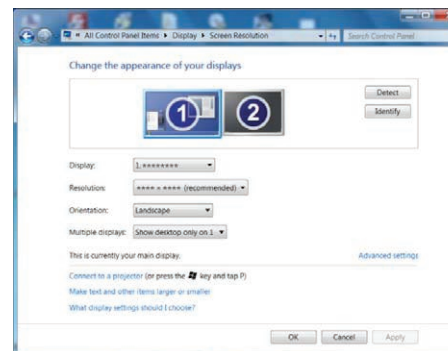 « All Control Panel Items ▸ Display ▸ Screen Resolution
Search Control Panel
Change the appearance of your displays
1 2
Detect
Identify
Display: 1. ********
Resolution: **** × **** (recommended)
Orientation: Landscape
Multiple displays: Show desktop only on 1
This is currently your main display. Advanced settings
Connect to a projector (or press the key and tap P)
Make text and other items larger or smaller
What display settings should I choose?
OK Cancel Apply